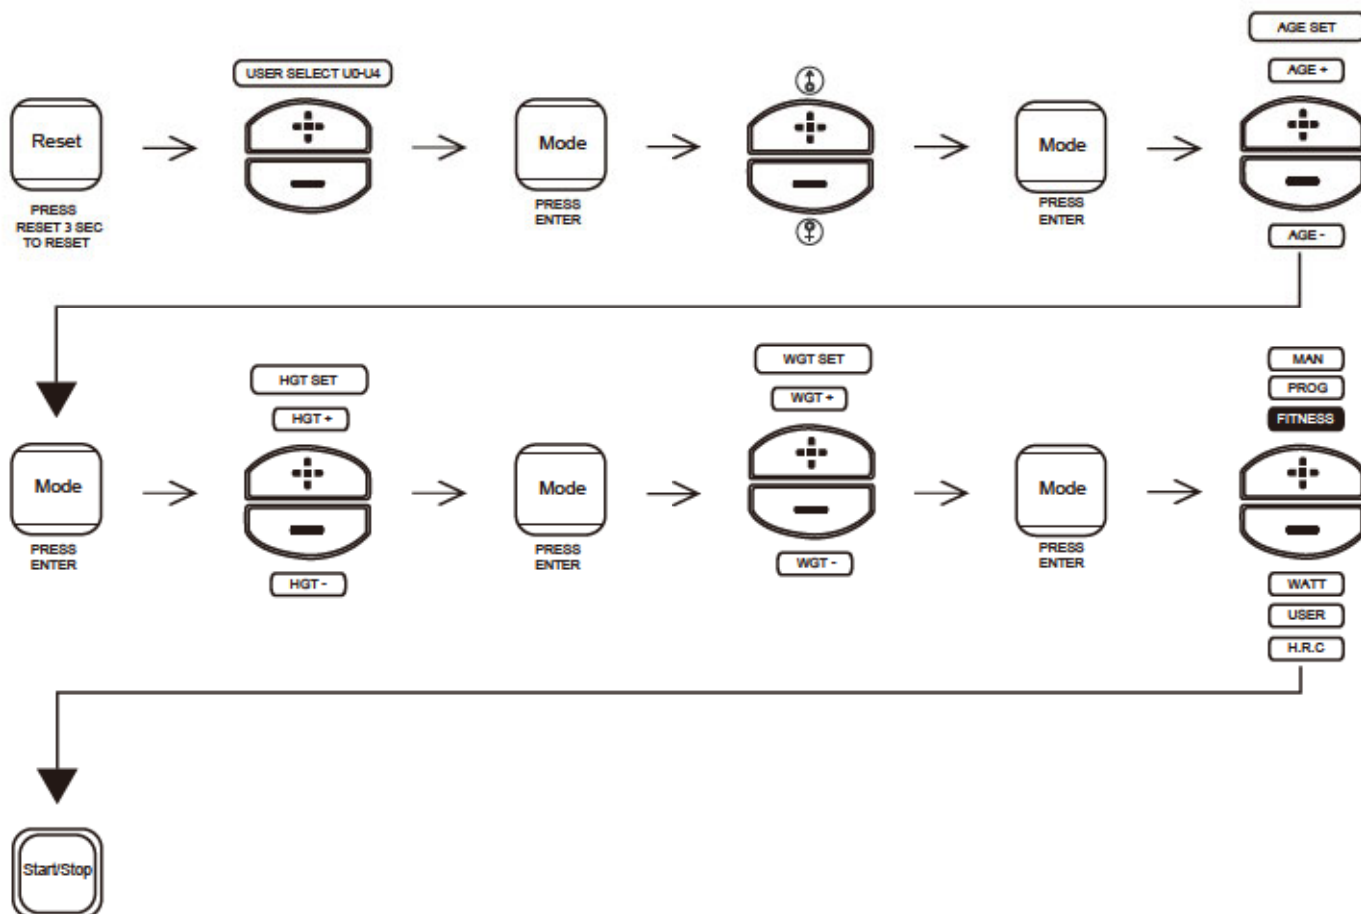 AGE SET
USER SELECT U0-U4
AGE +
Reset
Mode
Mode
PRESS
RESET 3 SEC
TO RESET
PRESS
ENTER
PRESS
ENTER
AGE -
HGT SET
HGT +
WGT SET
WGT +
MAN
PROG
FITNESS
Mode
Mode
Mode
PRESS
ENTER
HGT -
PRESS
ENTER
WGT -
PRESS
ENTER
WATT
USER
H.R.C
Start/Stop